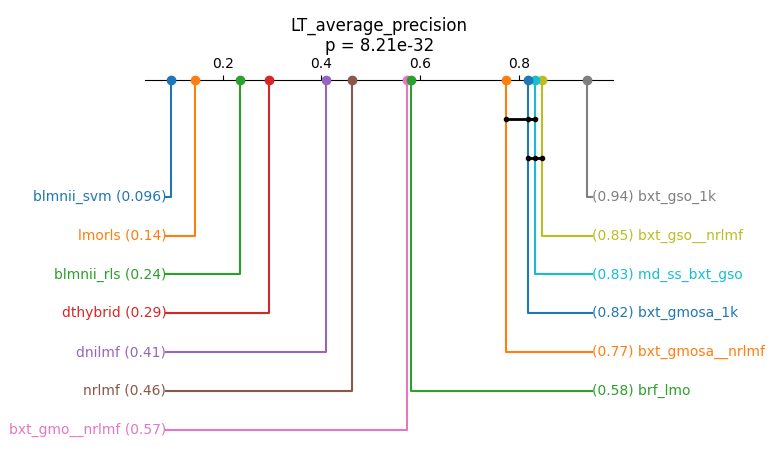 LT_average_precision
p = 8.21e-32
0.2 0.4 0.6 0.8
blmnii_svm (0.096)
lmorls (0.14)
blmnii_rls (0.24)
dthybrid (0.29)
dnilmf (0.41)
nrlmf (0.46)
bxt_gmo__nrlmf (0.57)
(0.94) bxt_gso_1k
(0.85) bxt_gso__nrlmf
(0.83) md_ss_bxt_gso
(0.82) bxt_gmosa_1k
(0.77) bxt_gmosa__nrlmf
(0.58) brf_lmo